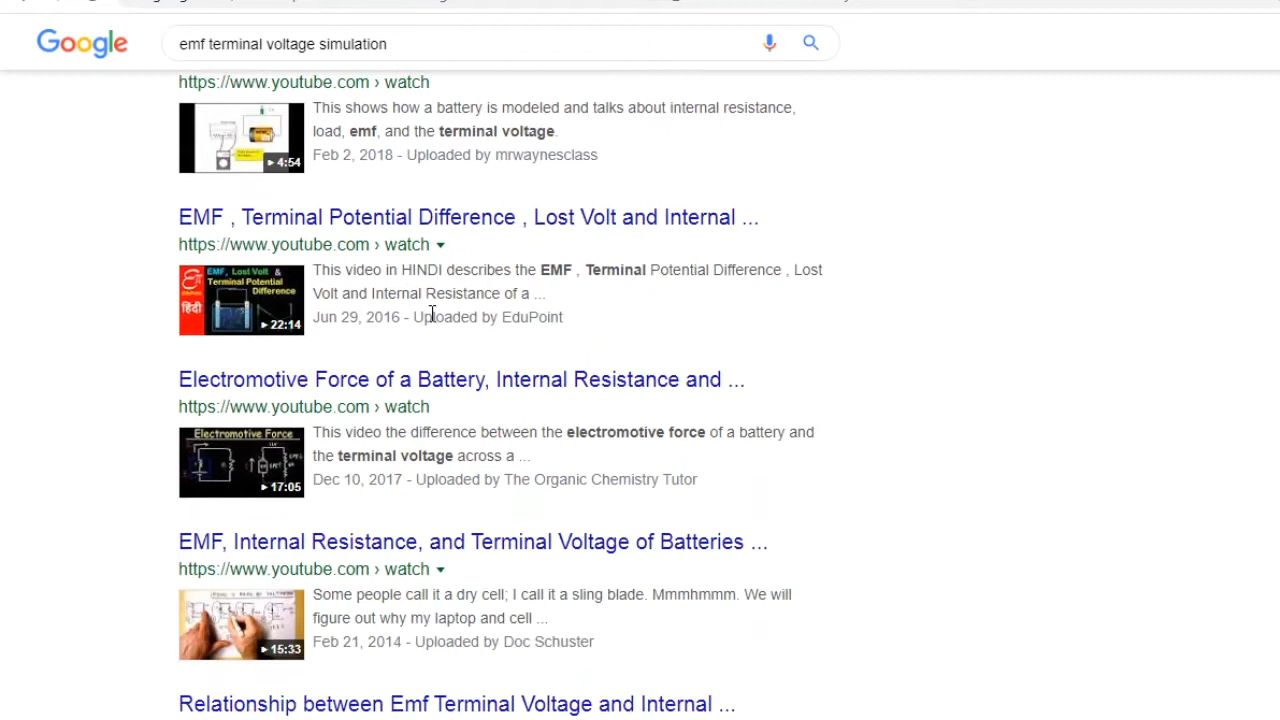 Google
emf terminal voltage simulation
https://www.youtube.com › watch
This shows how a battery is modeled and talks about internal resistance,
load, emf, and the terminal voltage.
4:54
Feb 2, 2018 - Uploaded by mrwaynesclass
EMF , Terminal Potential Difference , Lost Volt and Internal ...
https://www.youtube.com › watch
EMF, Lost Volt &
Terminal Potential
Difference
हिंदी
22:14
This video in HINDI describes the EMF , Terminal Potential Difference , Lost
Volt and Internal Resistance of a ...
Jun 29, 2016 - Uploaded by EduPoint
Electromotive Force of a Battery, Internal Resistance and ...
https://www.youtube.com › watch
Electromotive Force
17:05
This video the difference between the electromotive force of a battery and
the terminal voltage across a ...
Dec 10, 2017 - Uploaded by The Organic Chemistry Tutor
EMF, Internal Resistance, and Terminal Voltage of Batteries ...
https://www.youtube.com › watch
15:33
Some people call it a dry cell; I call it a sling blade. Mmmhmmm. We will
figure out why my laptop and cell ...
Feb 21, 2014 - Uploaded by Doc Schuster
Relationship between Emf Terminal Voltage and Internal ...